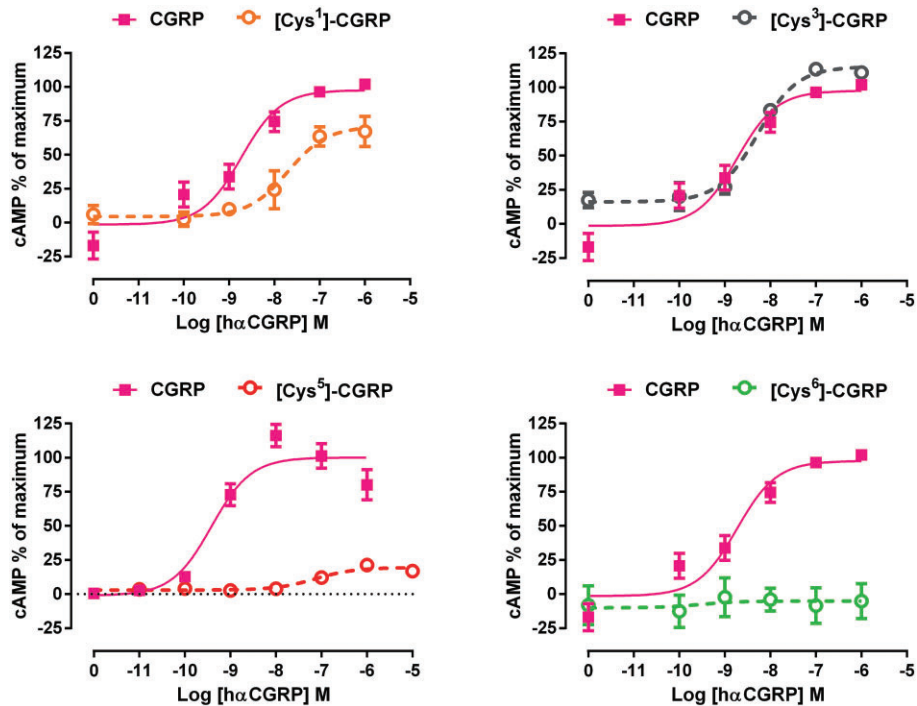 CGRP [Cys¹]-CGRP
125
100
75
50
25
0
-25
cAMP % of maximum
0 -11 -10 -9 -8 -7 -6 -5
Log [hαCGRP] M
CGRP [Cys³]-CGRP
125
100
75
50
25
0
-25
cAMP % of maximum
0 -11 -10 -9 -8 -7 -6 -5
Log [hαCGRP] M
CGRP [Cys⁵]-CGRP
125
100
75
50
25
0
-25
cAMP % of maximum
0 -11 -10 -9 -8 -7 -6 -5
Log [hαCGRP] M
CGRP [Cys⁶]-CGRP
125
100
75
50
25
0
-25
cAMP % of maximum
0 -11 -10 -9 -8 -7 -6 -5
Log [hαCGRP] M